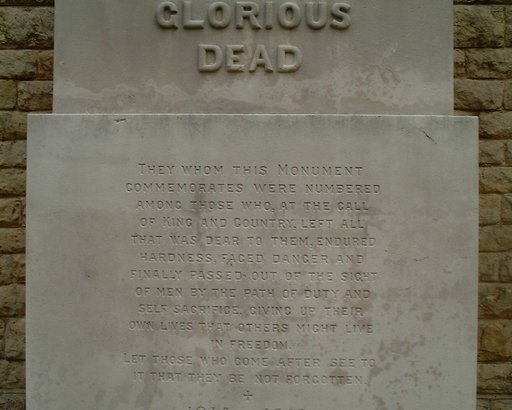 GLORIOUS
DEAD
THEY WHOM THIS MONUMENT
COMMEMORATES WERE NUMBERED
AMONG THOSE WHO, AT THE CALL
OF KING AND COUNTRY, LEFT ALL
THAT WAS DEAR TO THEM, ENDURED
HARDNESS, FACED DANGER, AND
FINALLY PASSED OUT OF THE SIGHT
OF MEN BY THE PATH OF DUTY AND
SELF SACRIFICE, GIVING UP THEIR
OWN LIVES THAT OTHERS MIGHT LIVE
IN FREEDOM.
LET THOSE WHO COME AFTER SEE TO
IT THAT THEY BE NOT FORGOTTEN.